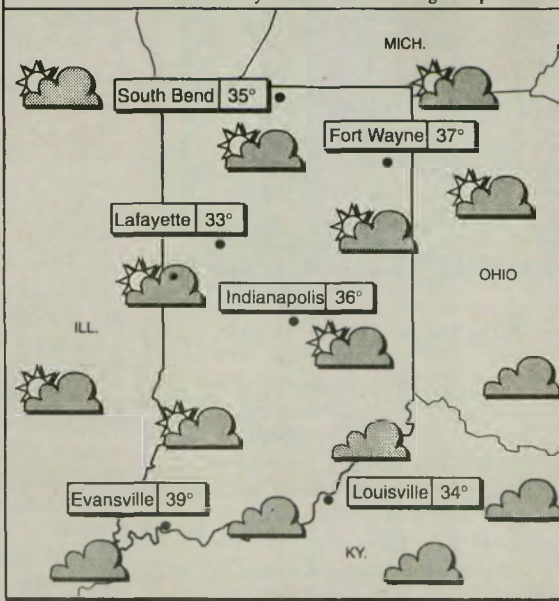 MICH.
South Bend 35°
Fort Wayne 37°
Lafayette 33°
OHIO
Indianapolis 36°
ILL.
Evansville 39°
Louisville 34°
KY.